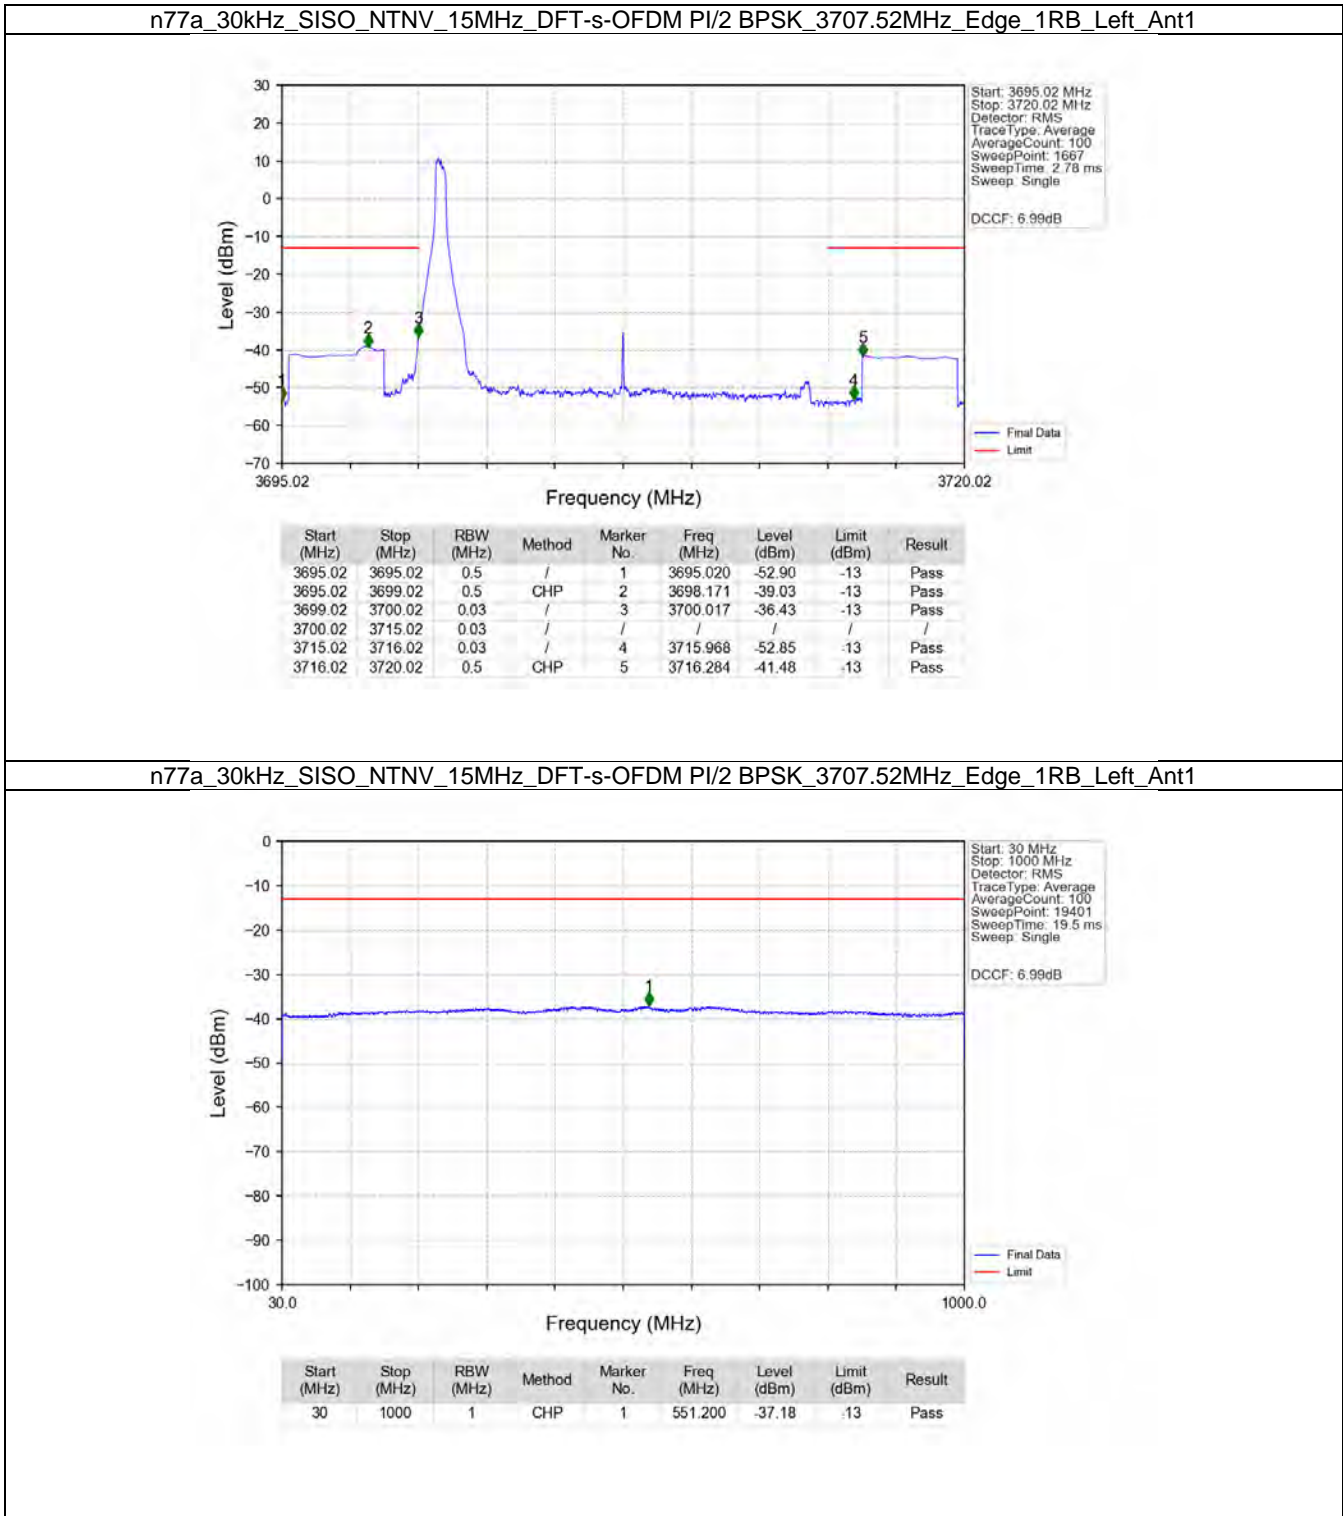 n77a_30kHz_SISO_NTNV_15MHz_DFT-s-OFDM PI/2 BPSK_3707.52MHz_Edge_1RB_Left_Ant1
Start: 3695.02 MHz
Stop: 3720.02 MHz
Detector: RMS
TraceType: Average
AverageCount: 100
SweepPoint: 1667
SweepTime: 2.78 ms
Sweep: Single
DCCF: 6.99dB
30
20
10
0
−10
−20
−30
−40
−50
−60
−70
Level (dBm)
1
2
3
4
5
Final Data
Limit
3695.02
3720.02
Frequency (MHz)
Start (MHz) Stop (MHz) RBW (MHz) Method Marker No. Freq (MHz) Level (dBm) Limit (dBm) Result
3695.02 3695.02 0.5 / 1 3695.020 -52.90 -13 Pass
3695.02 3699.02 0.5 CHP 2 3698.171 -39.03 -13 Pass
3699.02 3700.02 0.03 / 3 3700.017 -36.43 -13 Pass
3700.02 3715.02 0.03 / / / / / /
3715.02 3716.02 0.03 / 4 3715.968 -52.85 -13 Pass
3716.02 3720.02 0.5 CHP 5 3716.284 -41.48 -13 Pass
n77a_30kHz_SISO_NTNV_15MHz_DFT-s-OFDM PI/2 BPSK_3707.52MHz_Edge_1RB_Left_Ant1
Start: 30 MHz
Stop: 1000 MHz
Detector: RMS
TraceType: Average
AverageCount: 100
SweepPoint: 19401
SweepTime: 19.5 ms
Sweep: Single
DCCF: 6.99dB
0
−10
−20
−30
−40
−50
−60
−70
−80
−90
−100
Level (dBm)
1
Final Data
Limit
30.0
1000.0
Frequency (MHz)
Start (MHz) Stop (MHz) RBW (MHz) Method Marker No. Freq (MHz) Level (dBm) Limit (dBm) Result
30 1000 1 CHP 1 551.200 -37.18 -13 Pass